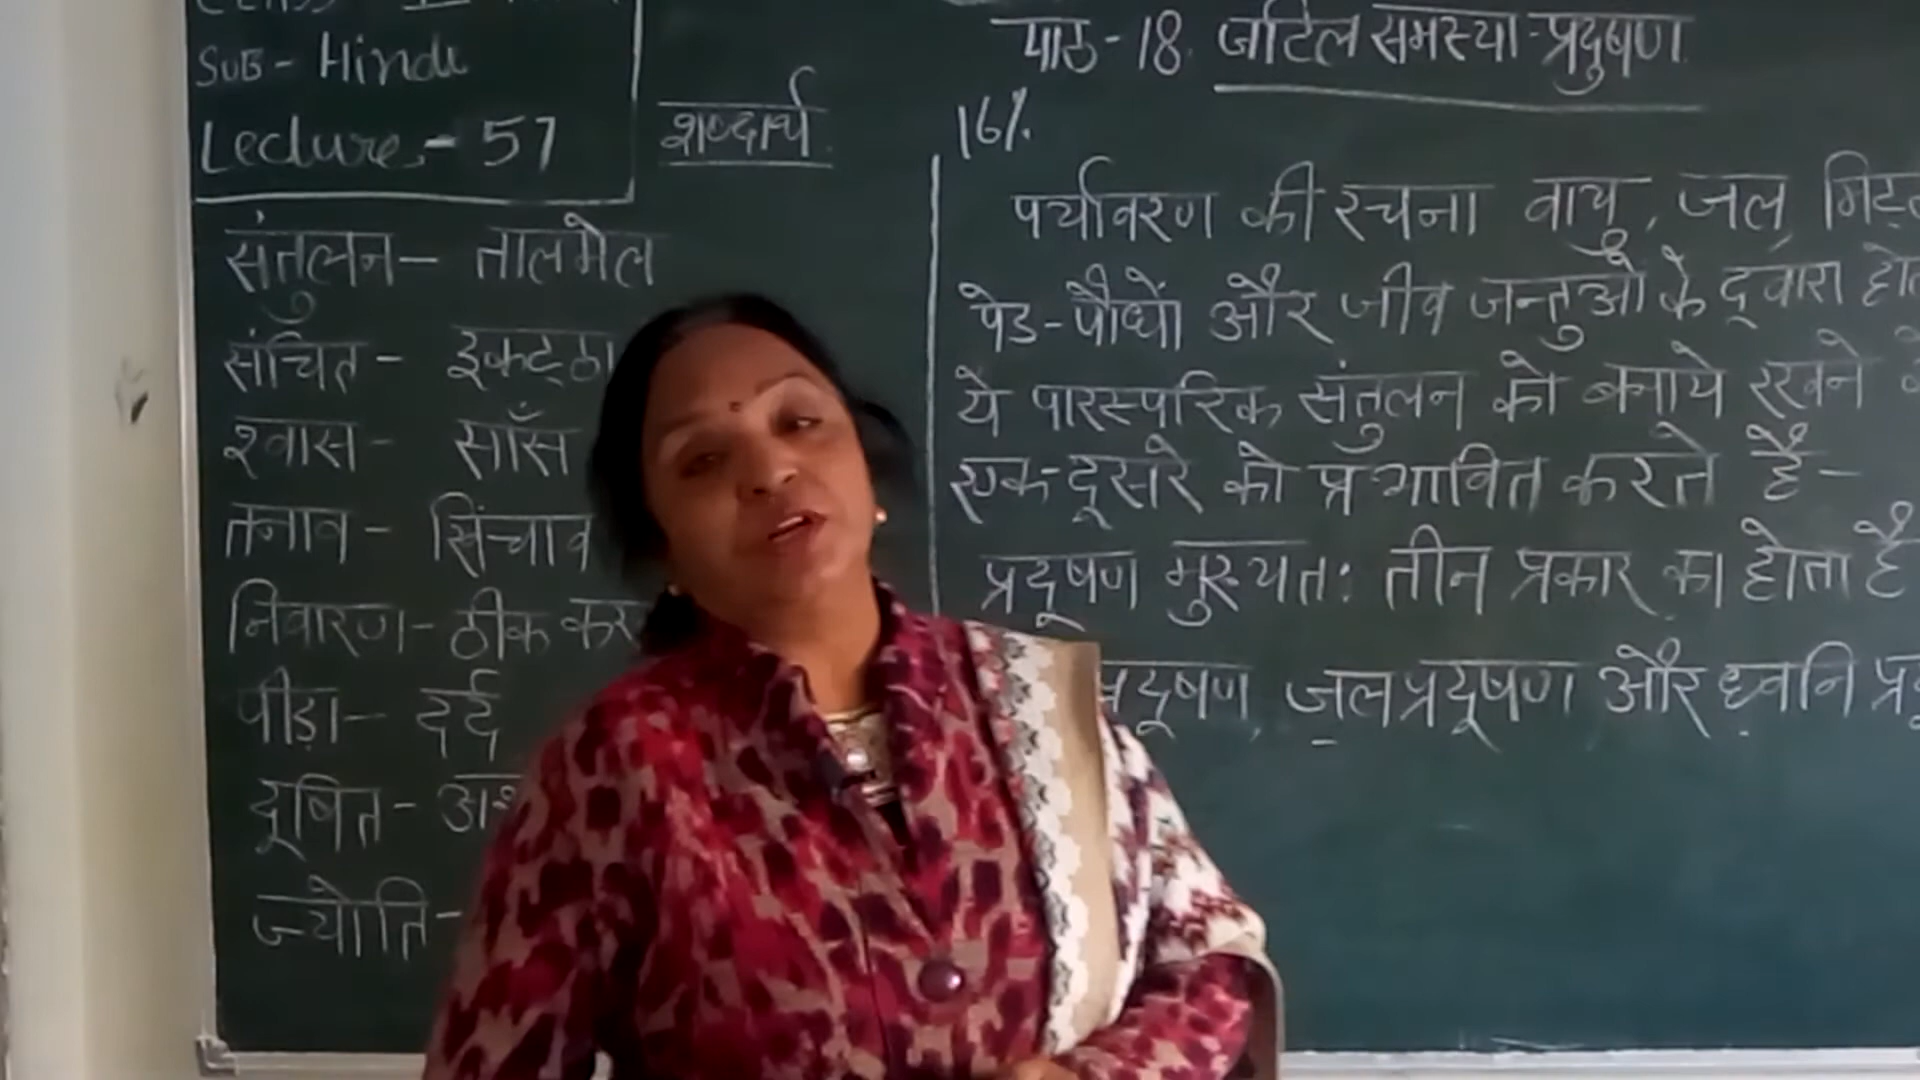 Sub - Hindi
Lecture - 57
शब्दार्थ
संतुलन - तालमेल
संचित - इकट्ठा
श्वास - साँस
तनाव - खिंचाव
निवारण - ठीक कर
पीड़ा - दर्द
दूषित -
ज्योति -
पाठ - 18 जटिल समस्या - प्रदुषण
16%.
पर्यावरण की रचना वायु, जल,
पेड - पौधों और जीव जन्तुओं के द्वारा
ये पारस्परिक संतुलन को बनाये रखने
एक - दूसरे को प्रभावित करते हैं -
प्रदूषण मुख्यतः तीन प्रकार का होता है
प्रदूषण, जल प्रदूषण और ध्वनि